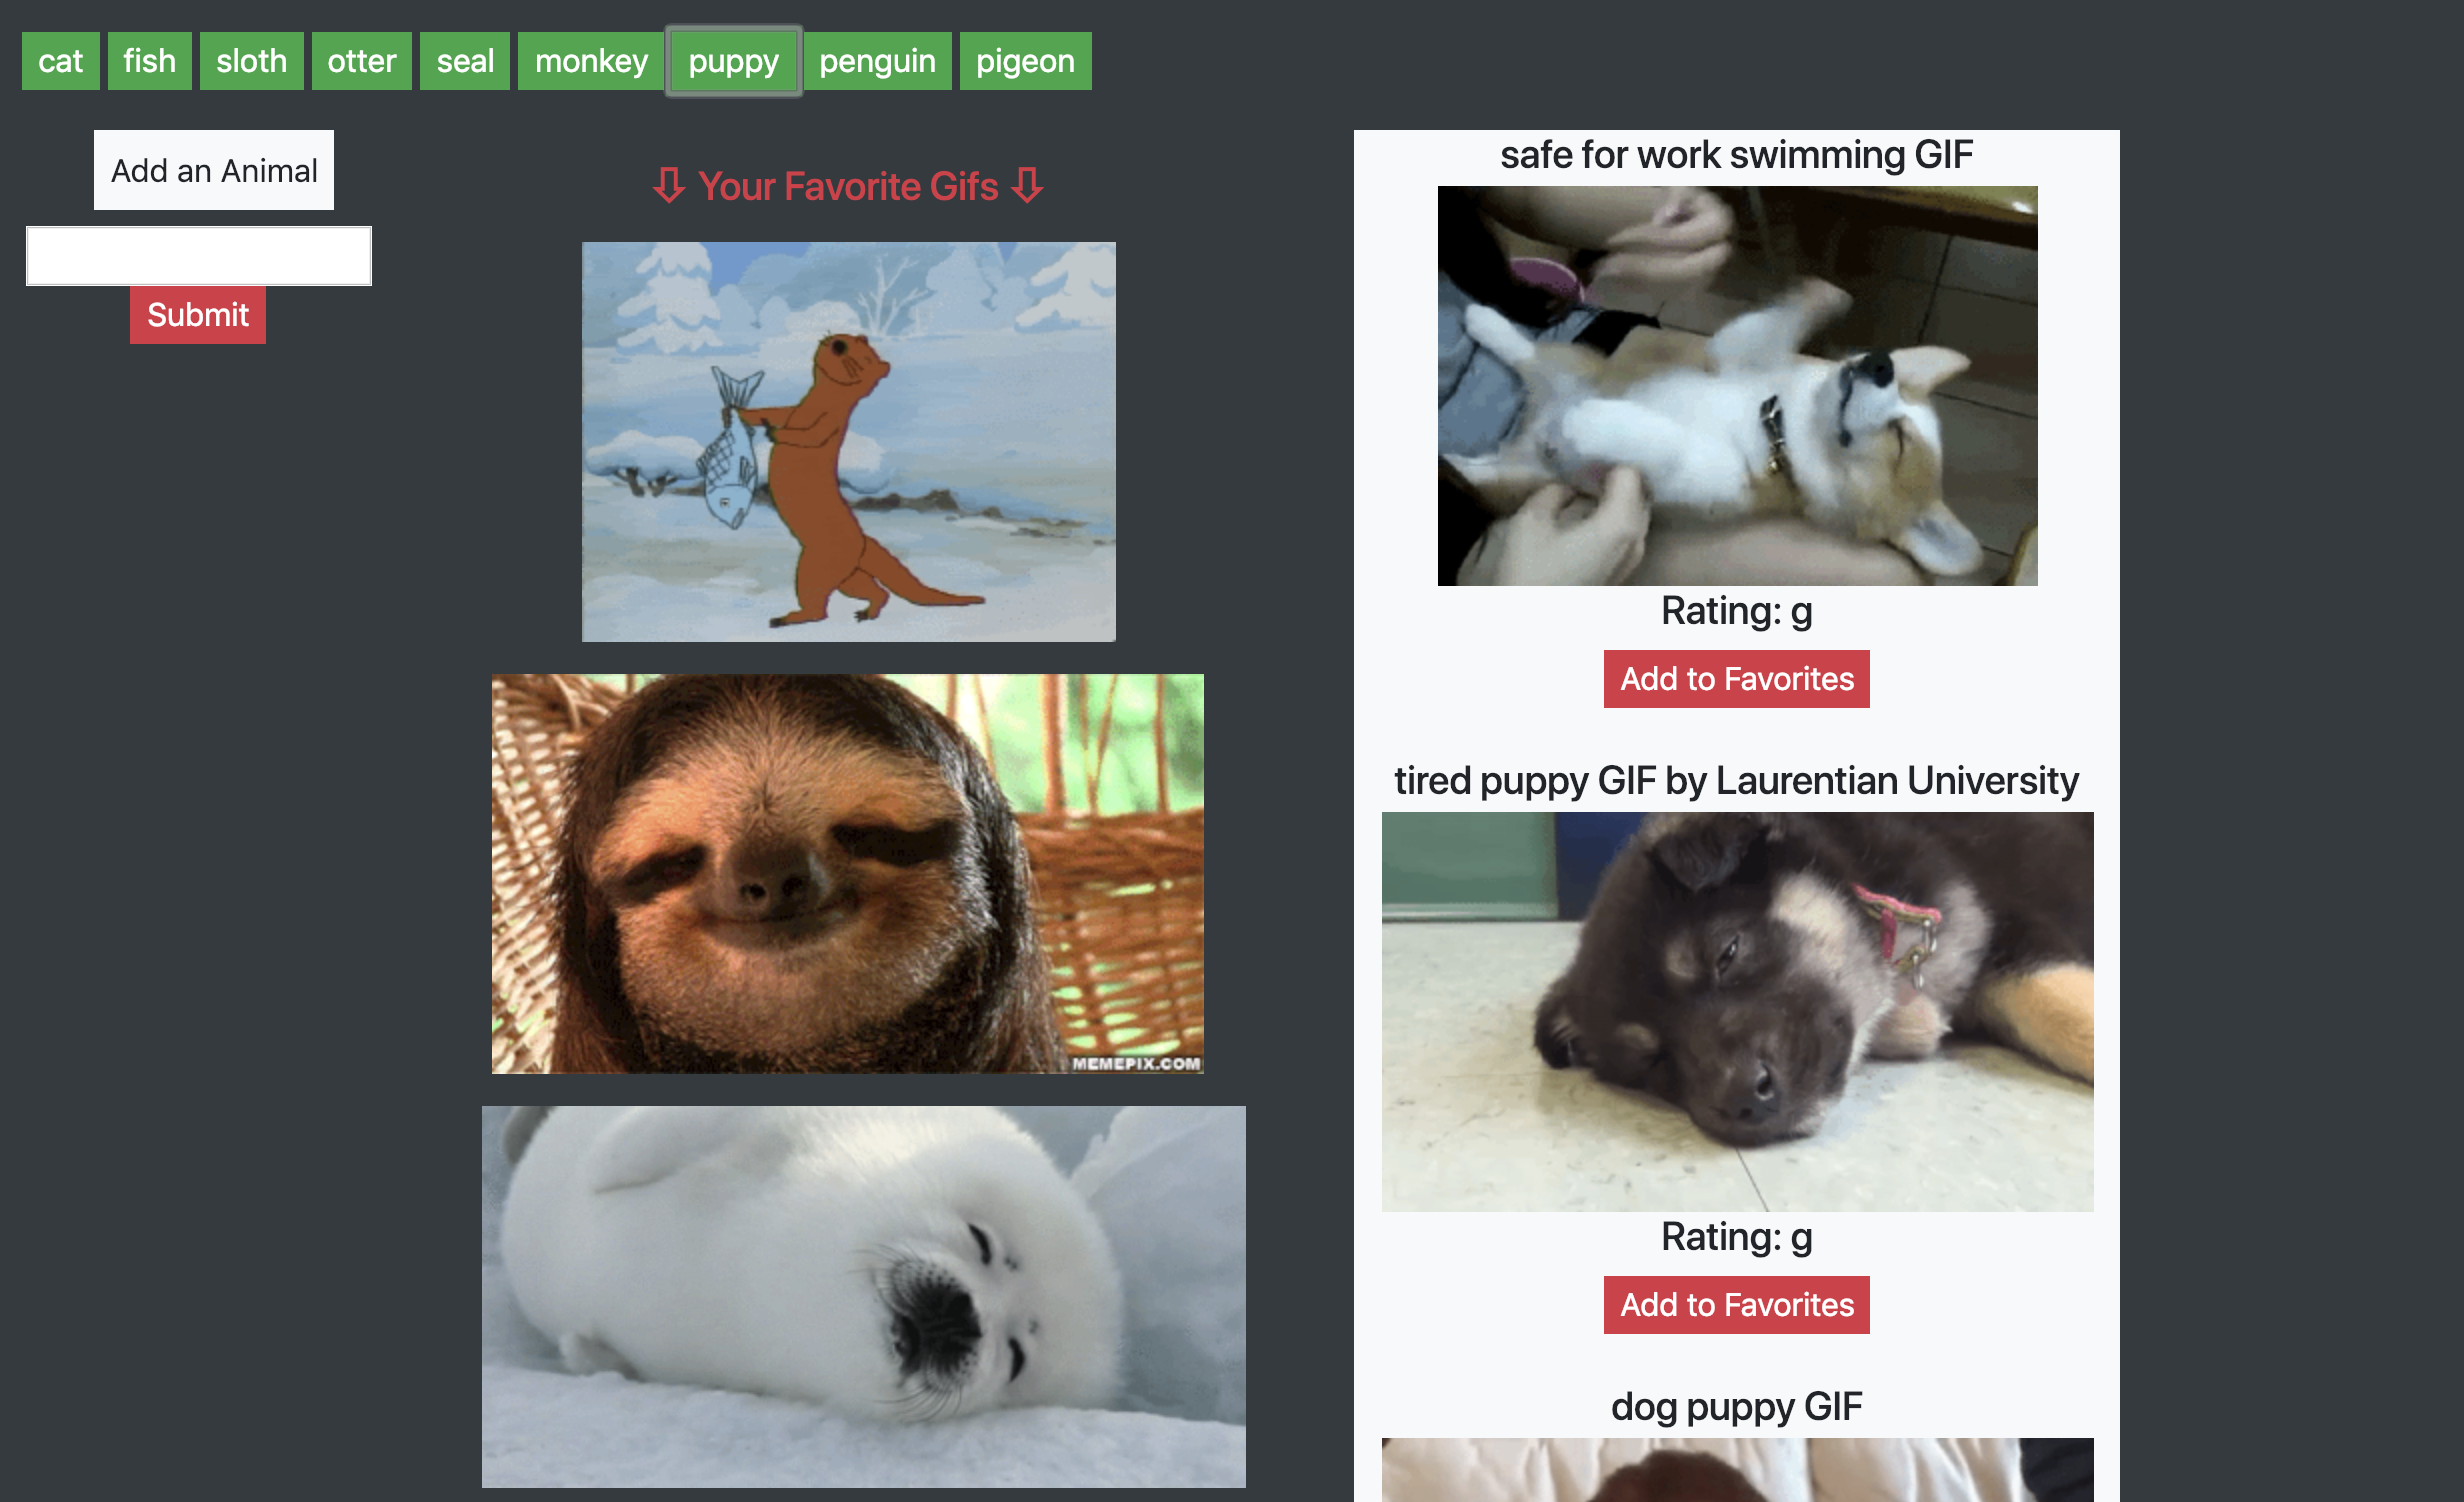 cat fish sloth otter seal monkey puppy penguin pigeon
Add an Animal
Submit
⇩ Your Favorite Gifs ⇩
MEMEPIX.COM
safe for work swimming GIF
Rating: g
Add to Favorites
tired puppy GIF by Laurentian University
Rating: g
Add to Favorites
dog puppy GIF